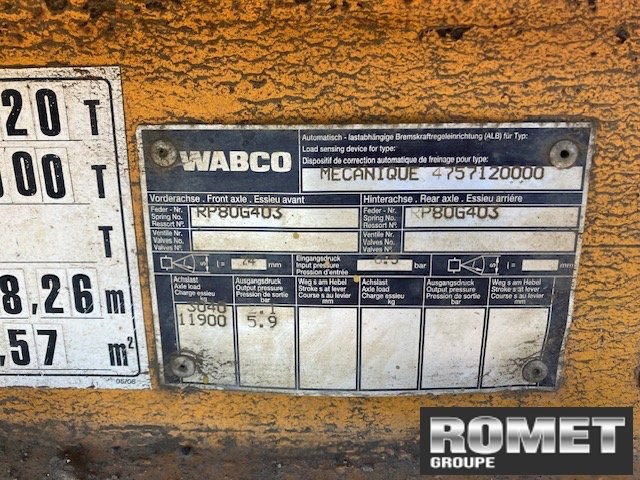 20 T
00 T
T
8,26 m
,57 m²
05/06
WABCO
Automatisch - lastabhängige Bremskraftregeleinrichtung (ALB) für Typ:
Load sensing device for type:
Dispositif de correction automatique de freinage pour type:
MECANIQUE 4757120000
Vorderachse . Front axle . Essieu avant
Hinterachse . Rear axle . Essieu arrière
Feder - Nr.
Spring No.
Ressort N°.
RP80G403
Feder - Nr.
Spring No.
Ressort N°.
RP80G403
Ventile - Nr.
Valves No.
Valves N°.
Ventile Nr.
Valves No.
Valves N°.
24 mm
Eingangsdruck
Input pressure
Pression d'entrée
bar
mm
Achslast
Axle load
Charge essieu
kg
Ausgangsdruck
Output pressure
Pression de sortie
bar
Weg s am Hebel
Stroke s at lever
Course s au levier
mm
Achslast
Axle load
Charge essieu
kg
Ausgangsdruck
Output pressure
Pression de sortie
bar
Weg s am Hebel
Stroke s at lever
Course s au levier
mm
11900 5.9
ROMET
GROUPE